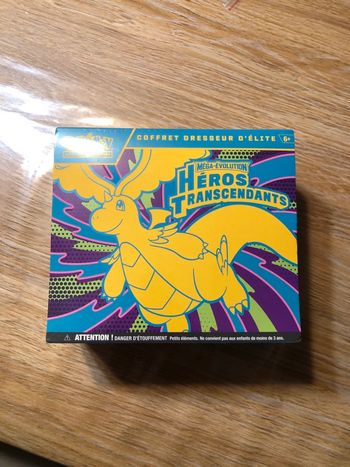 COFFRET DRESSEUR D'ÉLITE
6+
MÉGA-ÉVOLUTION
HÉROS
TRANSCENDANTS
ATTENTION ! DANGER D'ÉTOUFFEMENT Petits éléments. Ne convient pas aux enfants de moins de 3 ans.